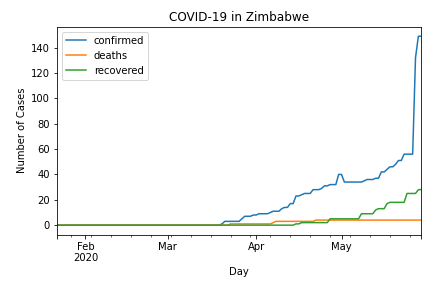 COVID-19 in Zimbabwe
confirmed
deaths
recovered
Number of Cases
140
120
100
80
60
40
20
0
Feb
2020
Mar
Apr
May
Day